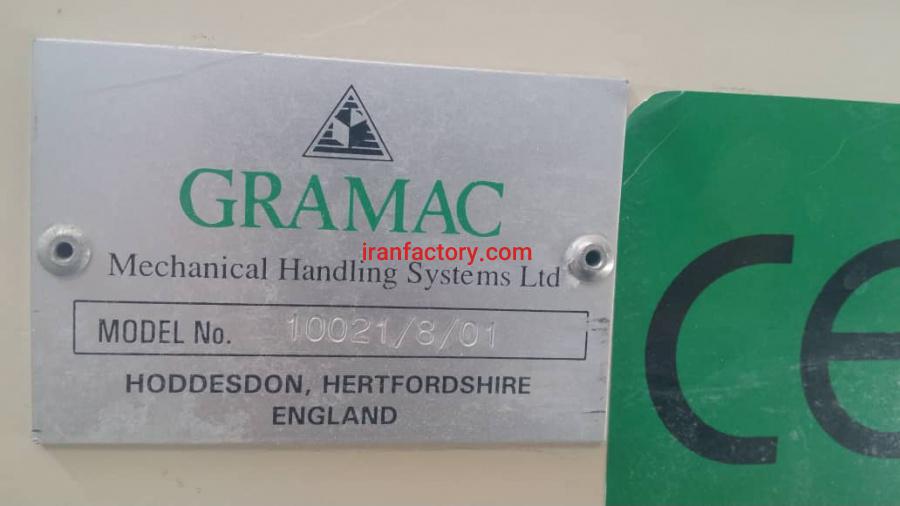 GRAMAC
iranfactory.com
Mechanical Handling Systems Ltd
MODEL No. 10021/8/01
HODDESDON, HERTFORDSHIRE
ENGLAND
CE